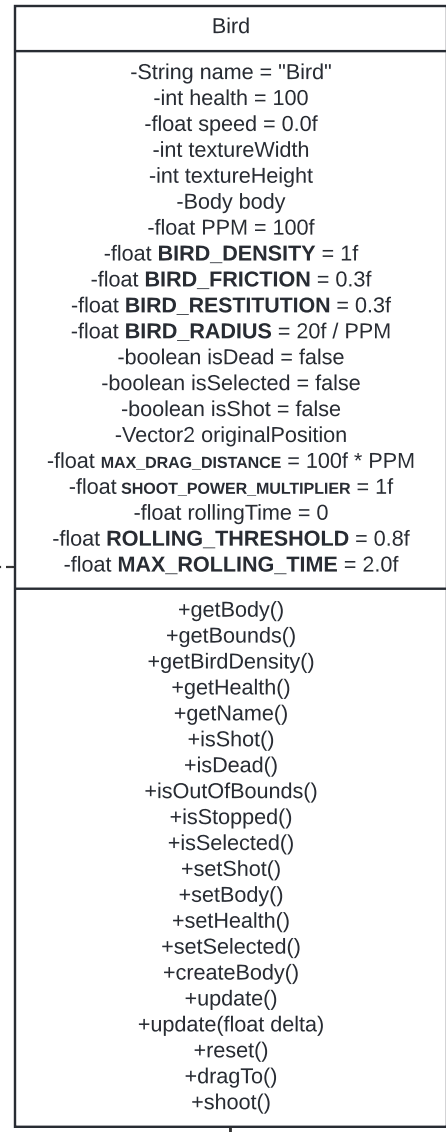 Bird
-String name = "Bird"
-int health = 100
-float speed = 0.0f
-int textureWidth
-int textureHeight
-Body body
-float PPM = 100f
-float BIRD_DENSITY = 1f
-float BIRD_FRICTION = 0.3f
-float BIRD_RESTITUTION = 0.3f
-float BIRD_RADIUS = 20f / PPM
-boolean isDead = false
-boolean isSelected = false
-boolean isShot = false
-Vector2 originalPosition
-float MAX_DRAG_DISTANCE = 100f * PPM
-float SHOOT_POWER_MULTIPLIER = 1f
-float rollingTime = 0
-float ROLLING_THRESHOLD = 0.8f
-float MAX_ROLLING_TIME = 2.0f
+getBody()
+getBounds()
+getBirdDensity()
+getHealth()
+getName()
+isShot()
+isDead()
+isOutOfBounds()
+isStopped()
+isSelected()
+setShot()
+setBody()
+setHealth()
+setSelected()
+createBody()
+update()
+update(float delta)
+reset()
+dragTo()
+shoot()